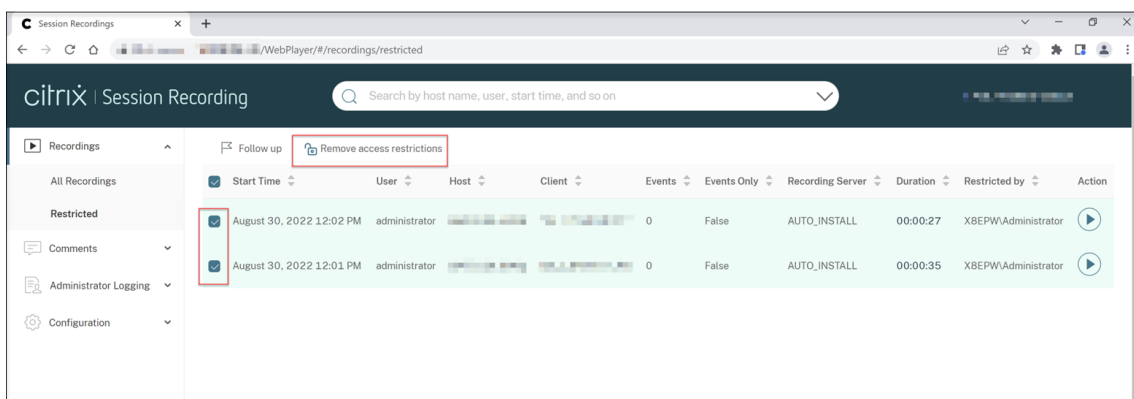 Session Recordings
/WebPlayer/#/recordings/restricted
citrix | Session Recording
Search by host name, user, start time, and so on
Recordings
Follow up
Remove access restrictions
All Recordings
Start Time
User
Host
Client
Events
Events Only
Recording Server
Duration
Restricted by
Action
Restricted
August 30, 2022 12:02 PM
administrator
0
False
AUTO_INSTALL
00:00:27
X8EPW\Administrator
Comments
August 30, 2022 12:01 PM
administrator
0
False
AUTO_INSTALL
00:00:35
X8EPW\Administrator
Administrator Logging
Configuration